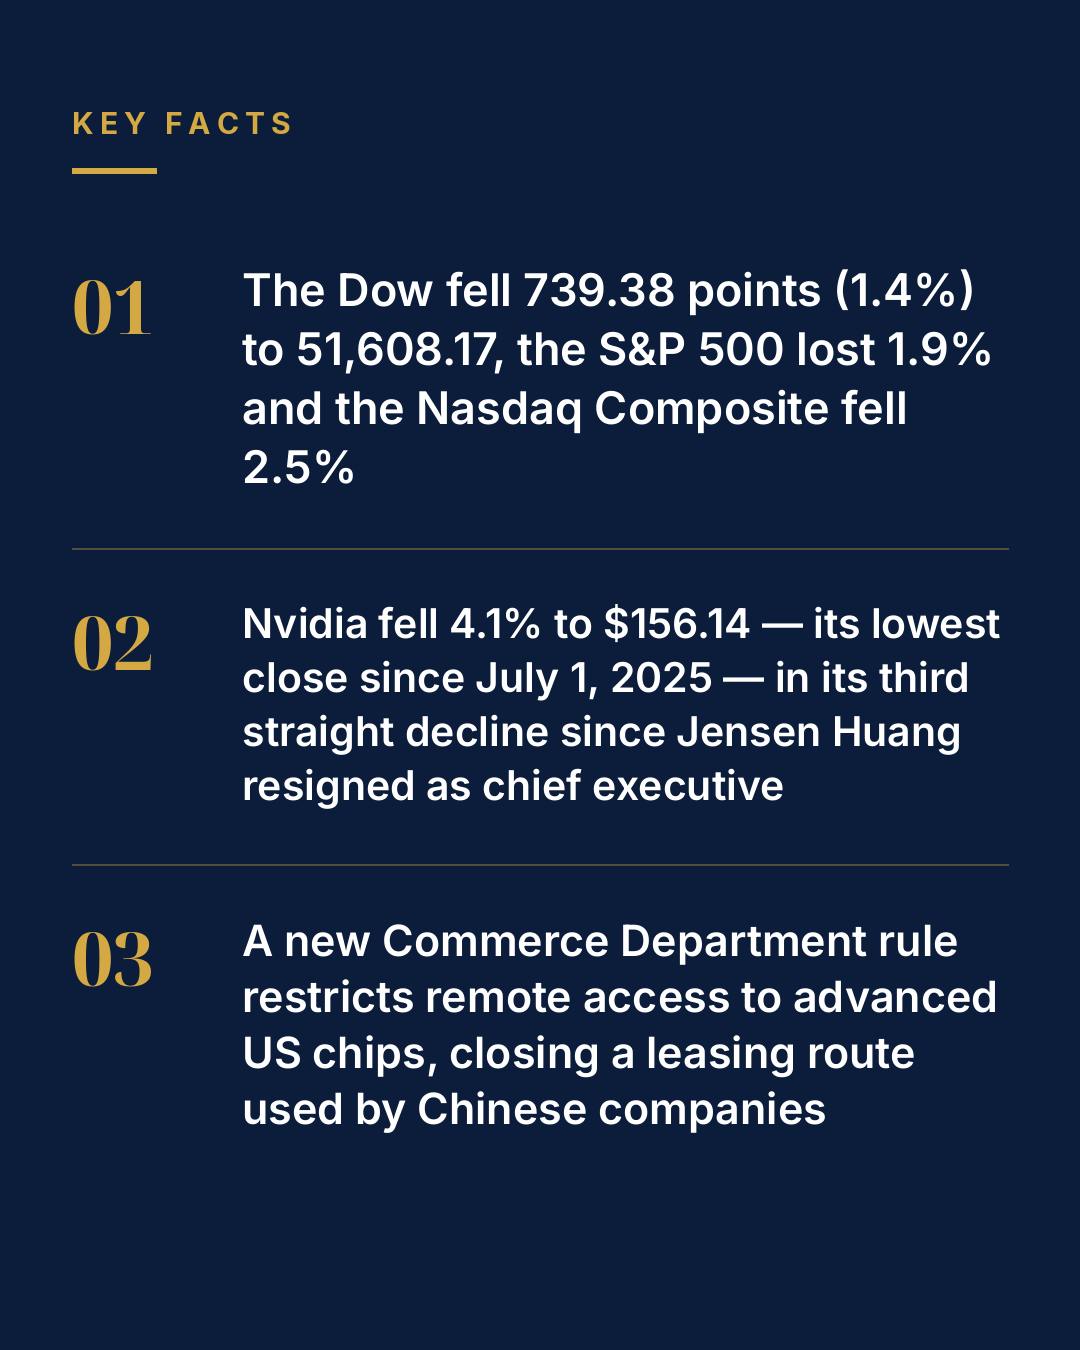 KEY FACTS
01
The Dow fell 739.38 points (1.4%)
to 51,608.17, the S&P 500 lost 1.9%
and the Nasdaq Composite fell
2.5%
02
Nvidia fell 4.1% to $156.14 — its lowest
close since July 1, 2025 — in its third
straight decline since Jensen Huang
resigned as chief executive
03
A new Commerce Department rule
restricts remote access to advanced
US chips, closing a leasing route
used by Chinese companies